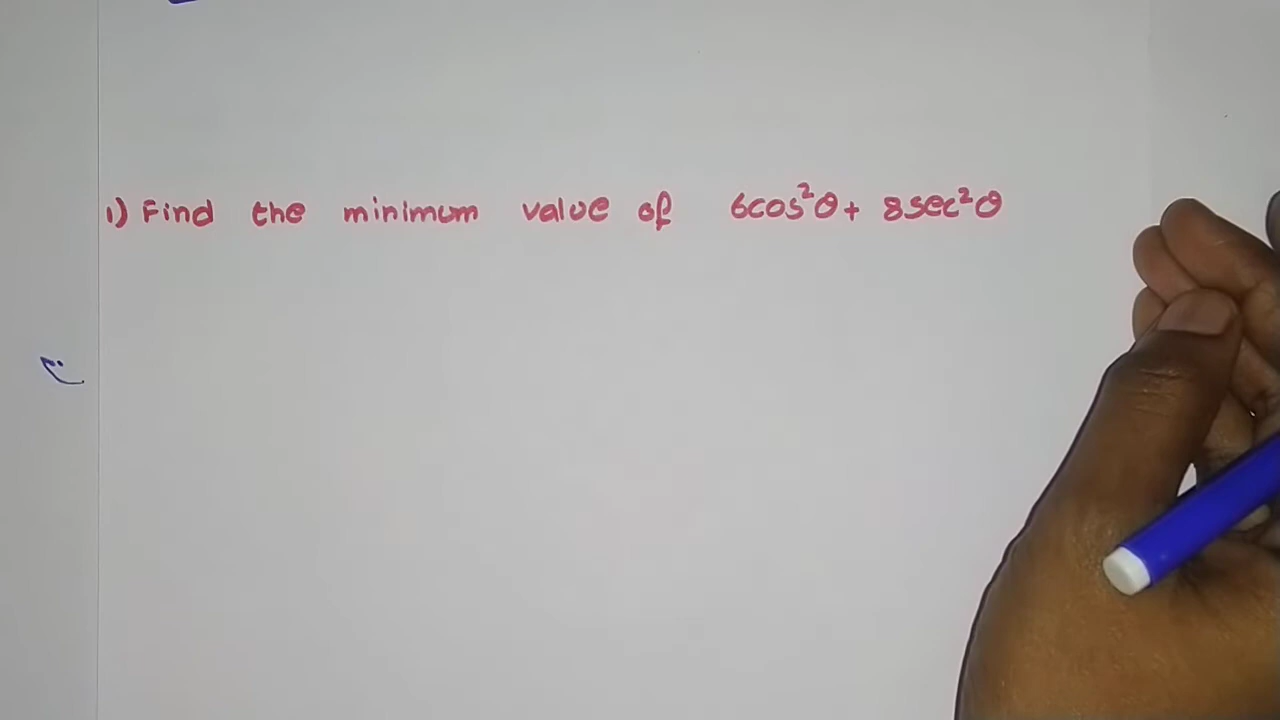 1) Find the minimum value of 6cos²θ + 8sec²θ